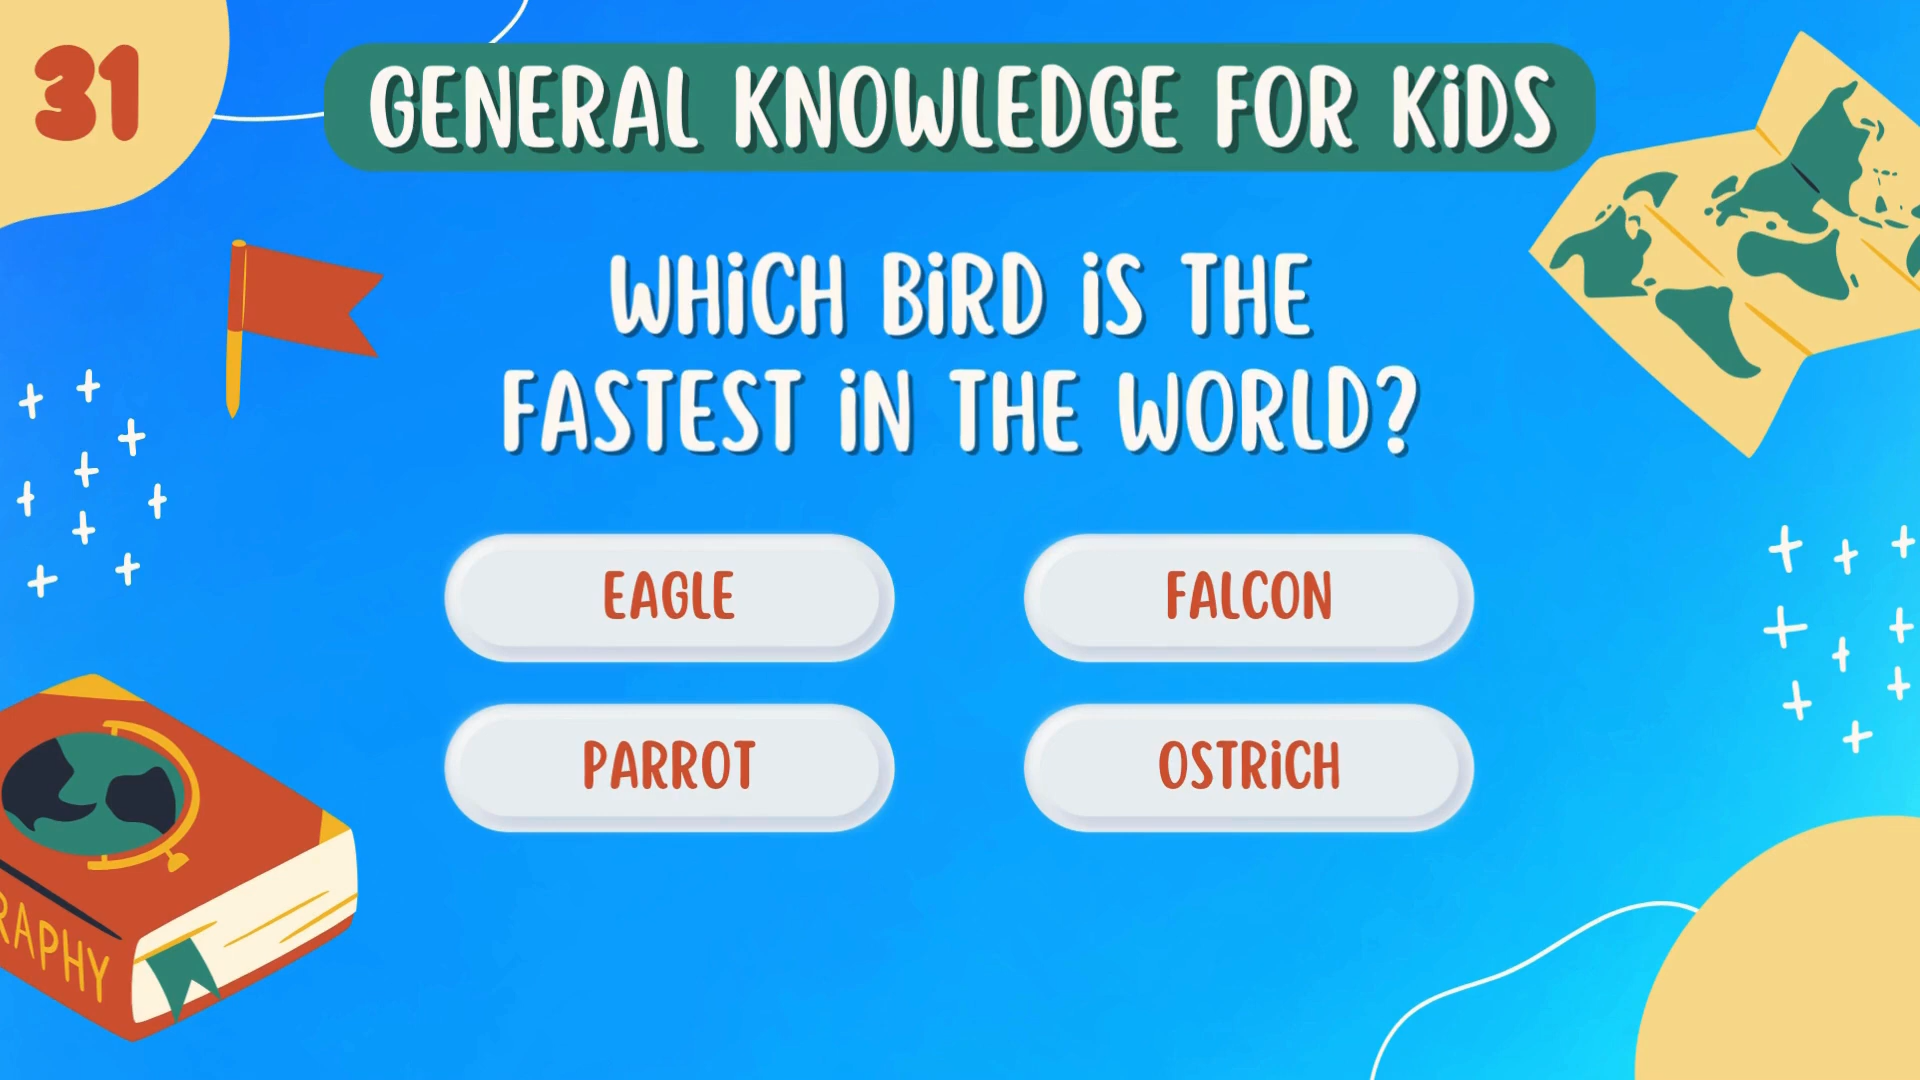 31
GENERAL KNOWLEDGE FOR KiDS
WHiCH BiRD iS THE
FASTEST iN THE WORLD?
EAGLE
FALCON
PARROT
OSTRiCH
RAPHY